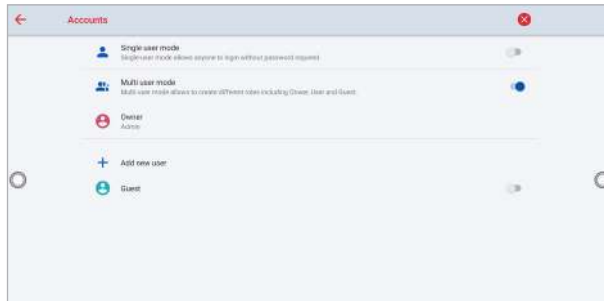 Accounts
Single user mode
Single-user mode allows anyone to login without password required.
Multi user mode
Multi-user mode allows to create different roles including Owner, User and Guest.
Owner
Admin
Add new user
Guest